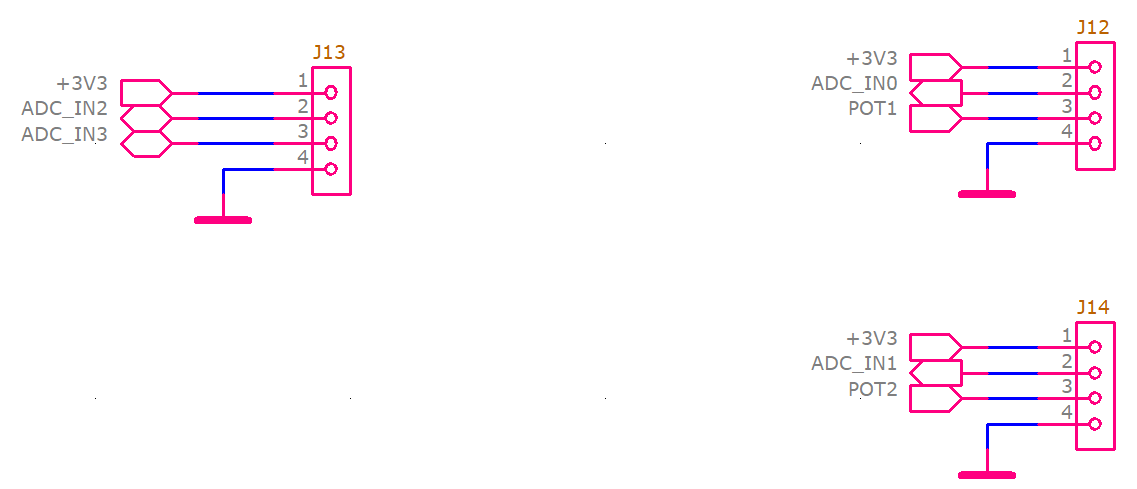 J13
+3V3 1
ADC_IN2 2
ADC_IN3 3
4
J12
+3V3 1
ADC_IN0 2
POT1 3
4
J14
+3V3 1
ADC_IN1 2
POT2 3
4